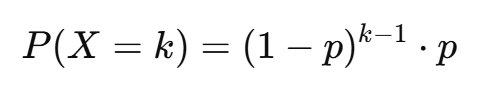 P(X = k) = (1 − p)^{k−1} · p